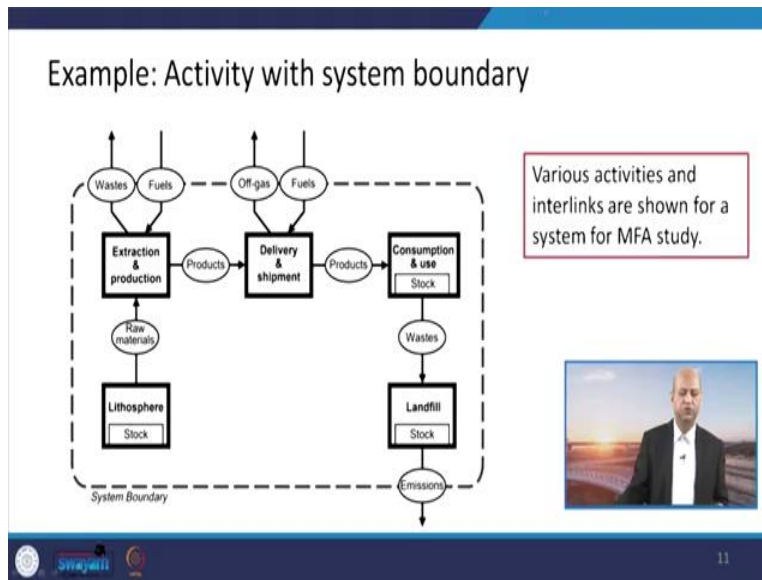 Example: Activity with system boundary
Wastes
Fuels
Off-gas
Fuels
Extraction
&
production
Products
Delivery
&
shipment
Products
Consumption
& use
Stock
Raw
materials
Wastes
Lithosphere
Stock
Landfill
Stock
Emissions
System Boundary
Various activities and
interlinks are shown for a
system for MFA study.
swayam
11